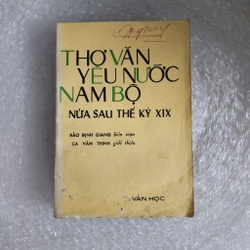 THƠ VĂN
YÊU NƯỚC
NAM BỘ
NỬA SAU THẾ KỶ XIX
BẢO ĐỊNH GIANG biên soạn
CA VĂN THỈNH giới thiệu
VĂN HỌC